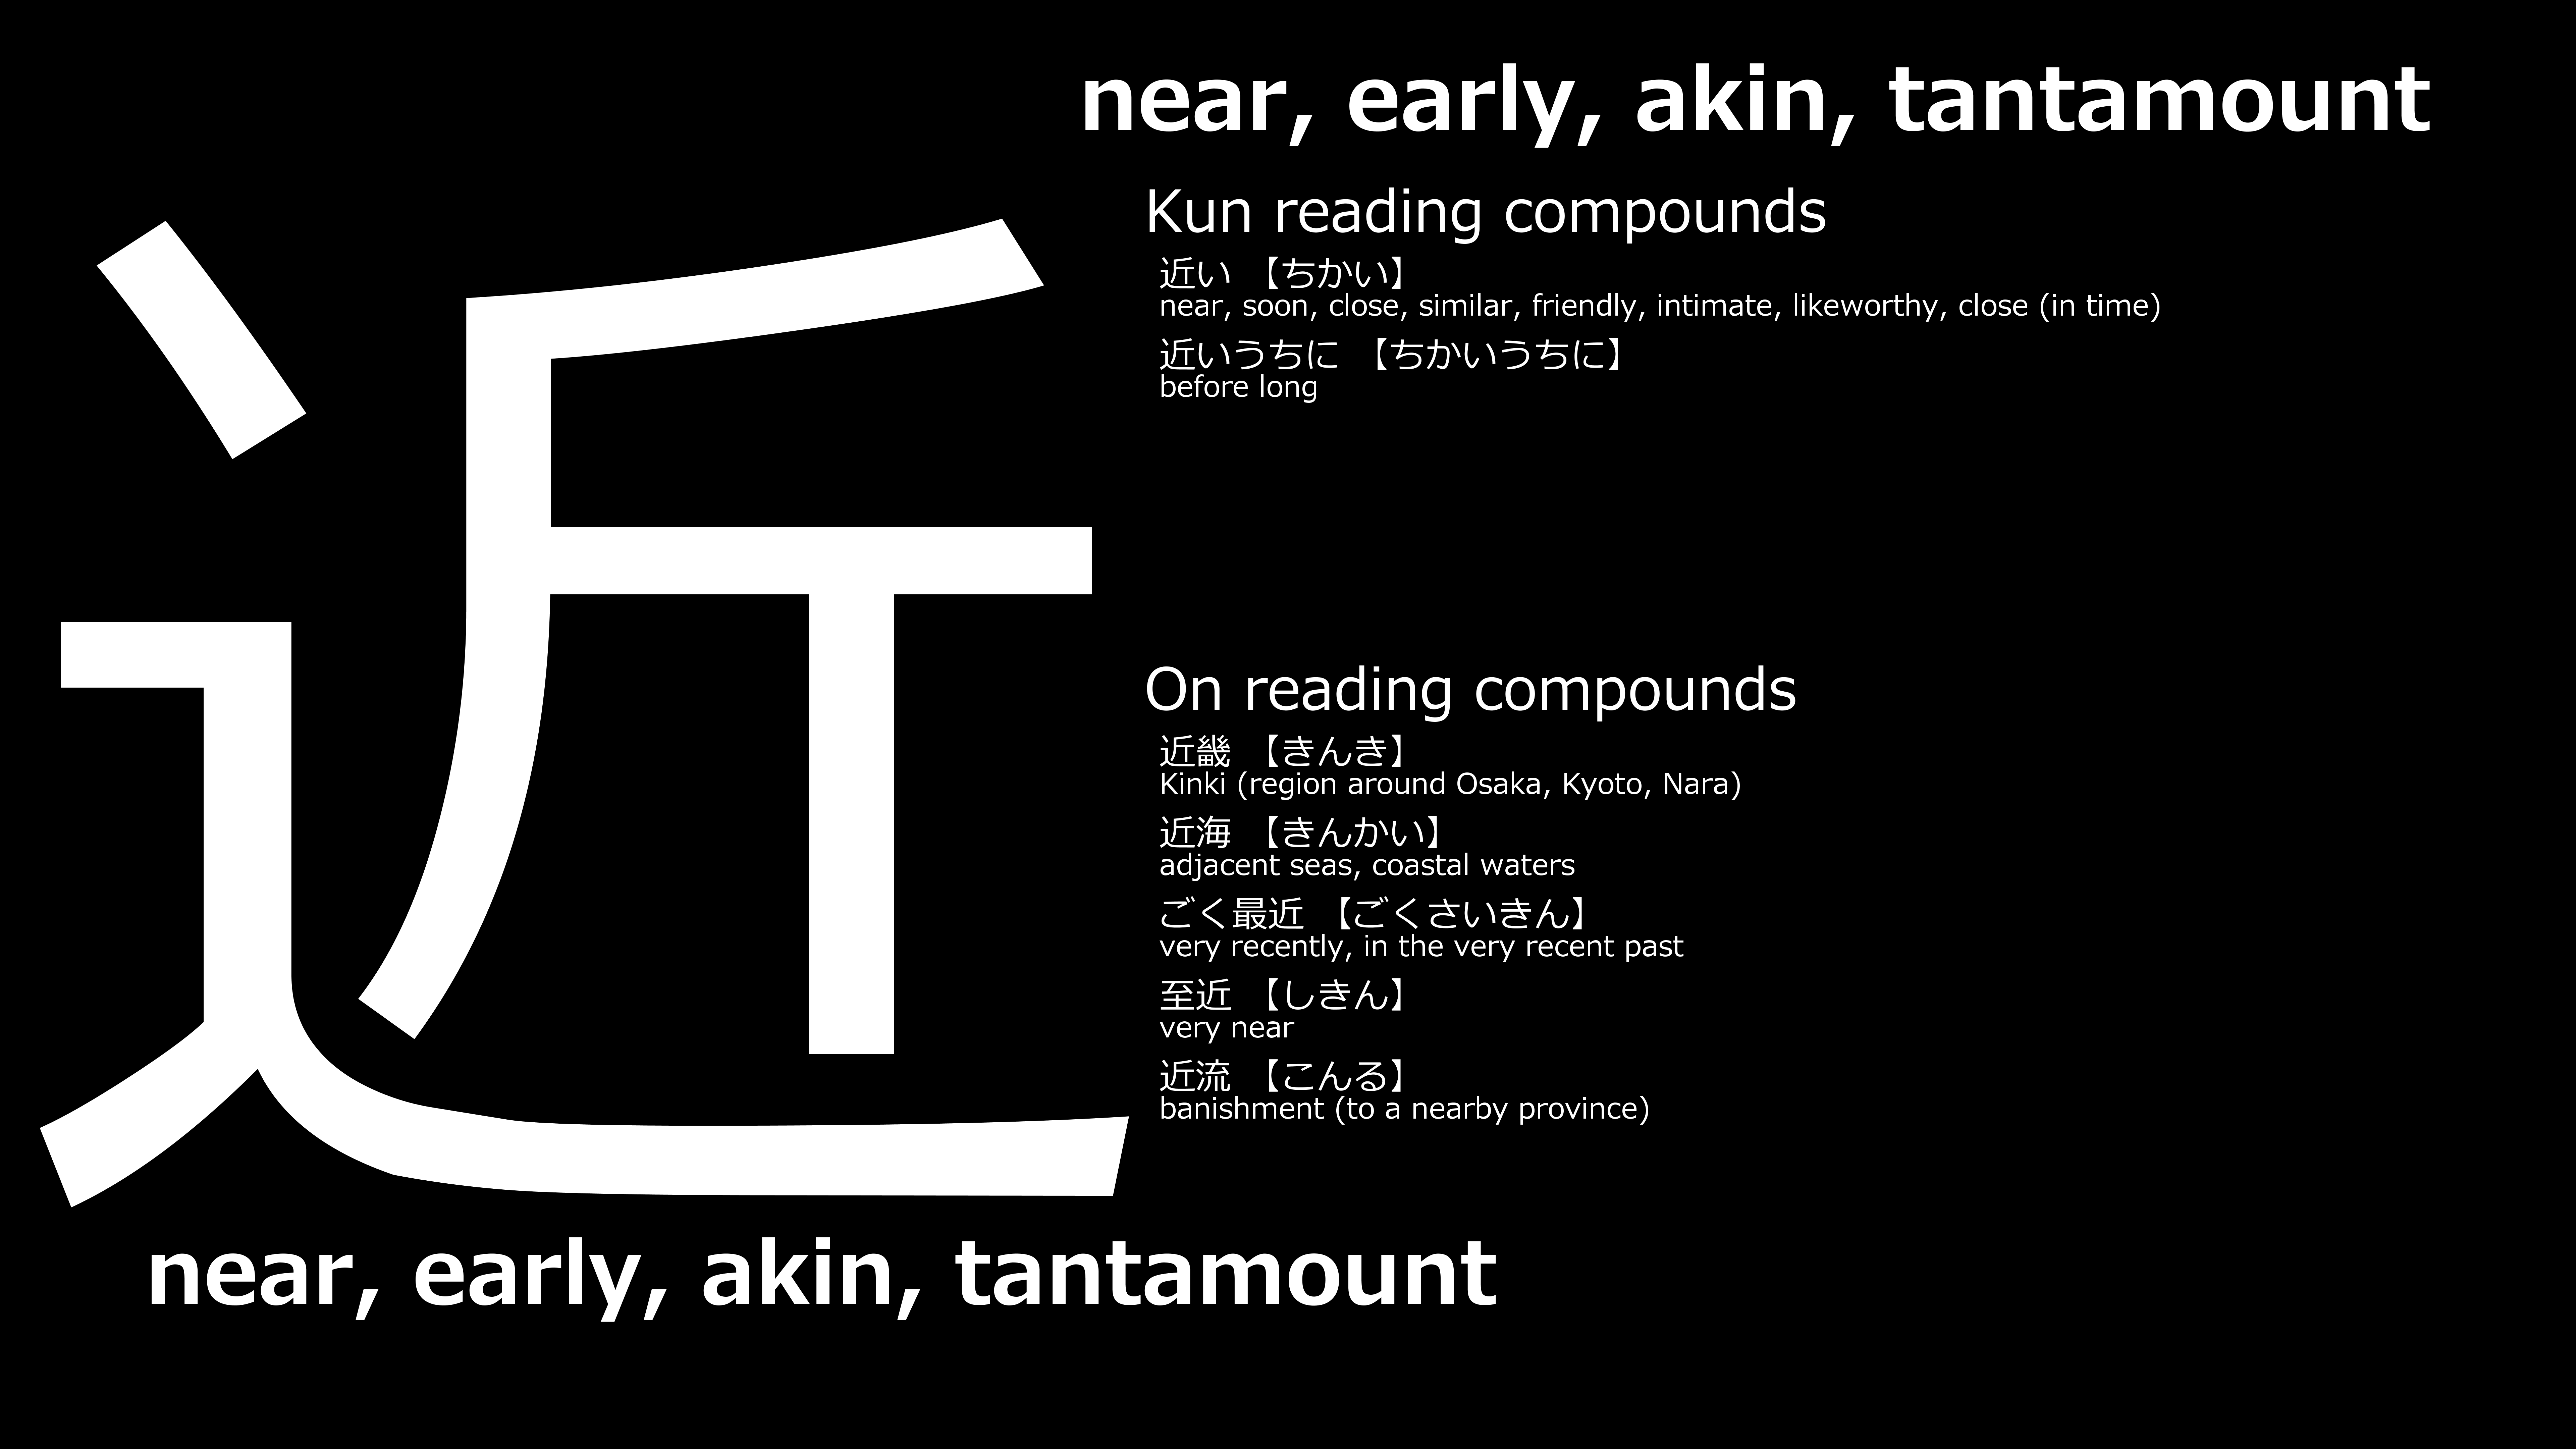 near, early, akin, tantamount
近
Kun reading compounds
近い 【ちかい】
near, soon, close, similar, friendly, intimate, likeworthy, close (in time)
近いうちに 【ちかいうちに】
before long
On reading compounds
近畿 【きんき】
Kinki (region around Osaka, Kyoto, Nara)
近海 【きんかい】
adjacent seas, coastal waters
ごく最近 【ごくさいきん】
very recently, in the very recent past
至近 【しきん】
very near
近流 【こんる】
banishment (to a nearby province)
near, early, akin, tantamount